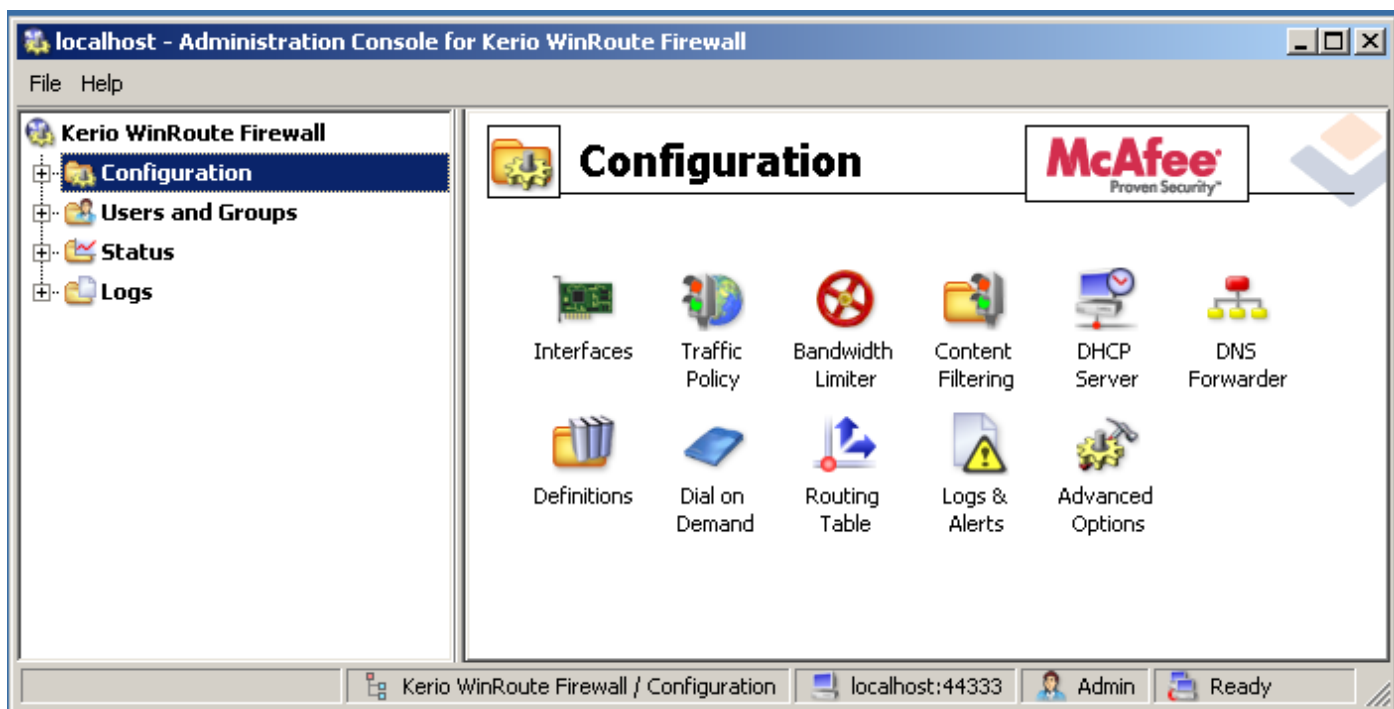 localhost - Administration Console for Kerio WinRoute Firewall
File Help
Kerio WinRoute Firewall
Configuration
Users and Groups
Status
Logs
Configuration
McAfee
Proven Security™
Interfaces
Traffic Policy
Bandwidth Limiter
Content Filtering
DHCP Server
DNS Forwarder
Definitions
Dial on Demand
Routing Table
Logs & Alerts
Advanced Options
Kerio WinRoute Firewall / Configuration
localhost:44333
Admin
Ready